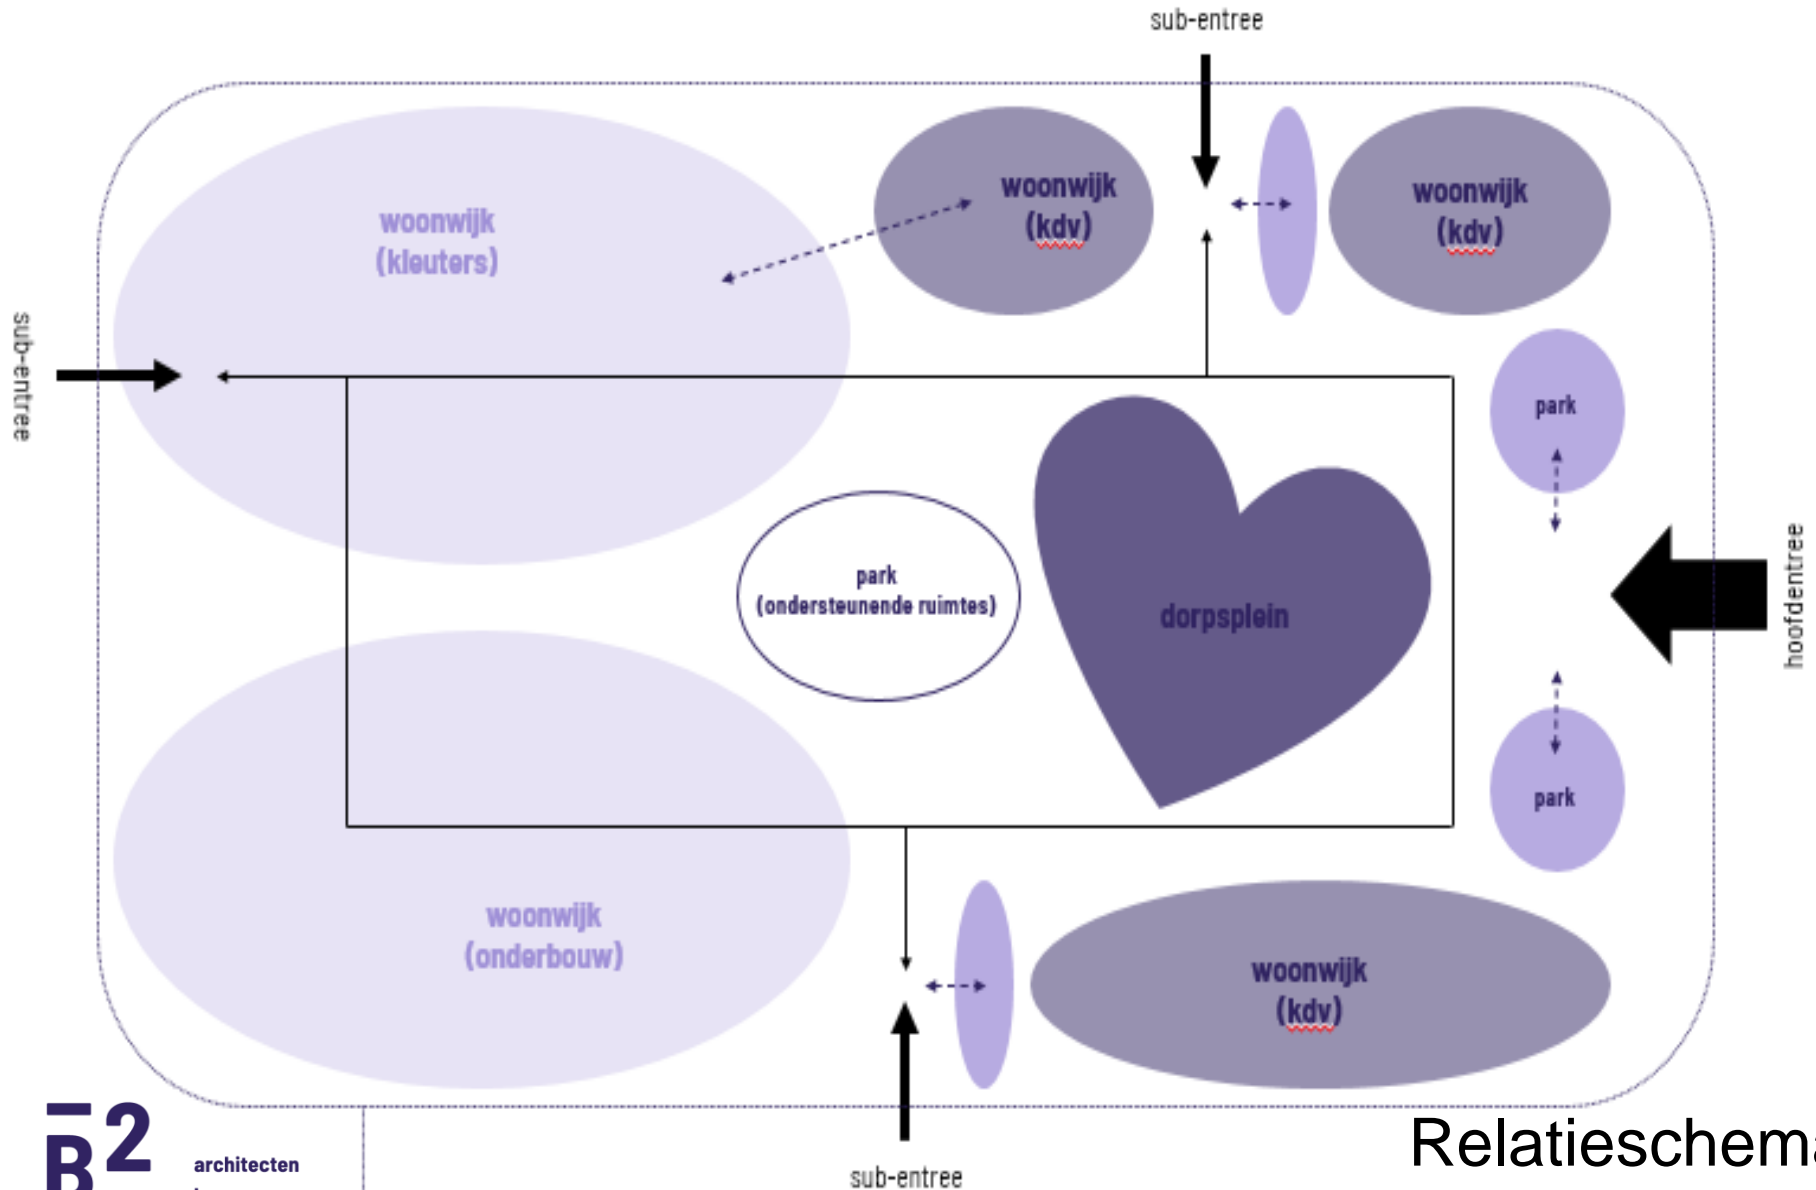 sub-entree
woonwijk
(kleuters)
woonwijk
(kdv)
woonwijk
(kdv)
sub-entree
park
hoofdentree
park
(ondersteunende ruimtes)
dorpsplein
park
woonwijk
(onderbouw)
woonwijk
(kdv)
B2
architecten
sub-entree
Relatieschema